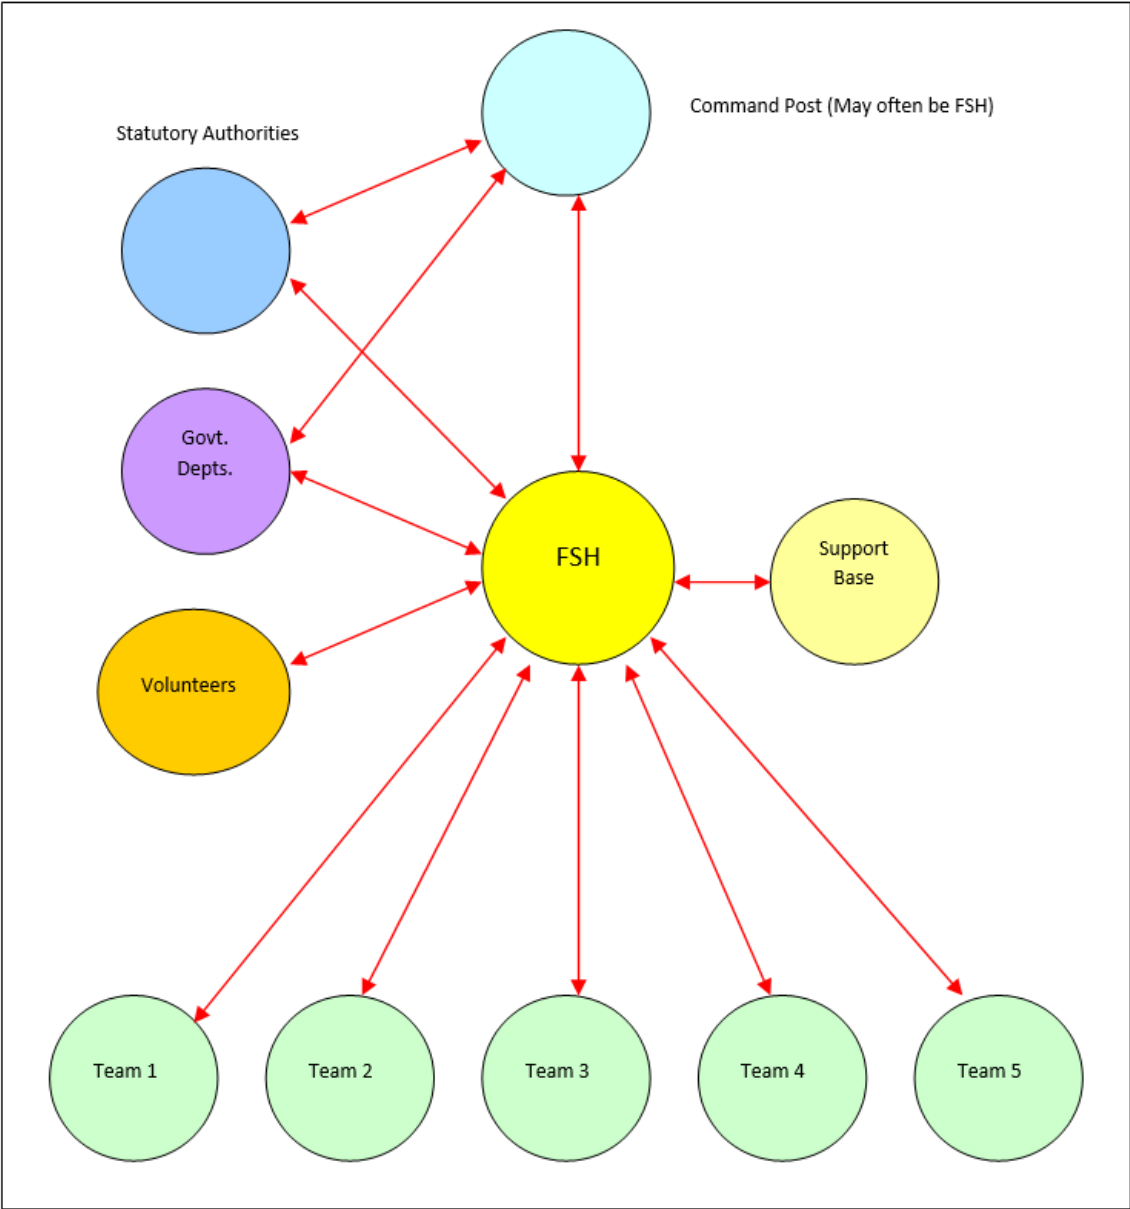 Command Post (May often be FSH)
Statutory Authorities
Govt.
Depts.
FSH
Support
Base
Volunteers
Team 1
Team 2
Team 3
Team 4
Team 5